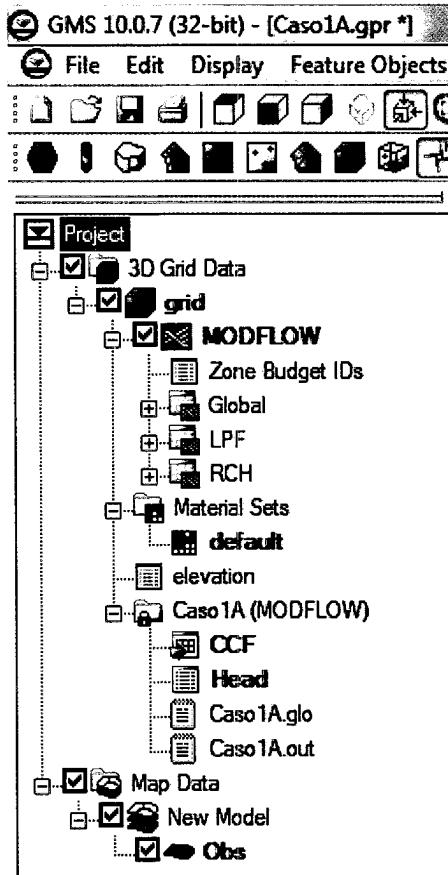 GMS 10.0.7 (32-bit) - [Caso1A.gpr *]
File Edit Display Feature Objects
Project
3D Grid Data
grid
MODFLOW
Zone Budget IDs
Global
LPF
RCH
Material Sets
default
elevation
Caso1A (MODFLOW)
CCF
Head
Caso1A.glo
Caso1A.out
Map Data
New Model
Obs